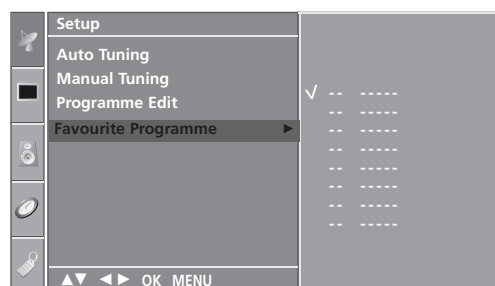 Setup
Auto Tuning
Manual Tuning
Programme Edit
Favourite Programme ►
√ -- -----
-- -----
-- -----
-- -----
-- -----
-- -----
-- -----
-- -----
▲▼ ◄► OK MENU